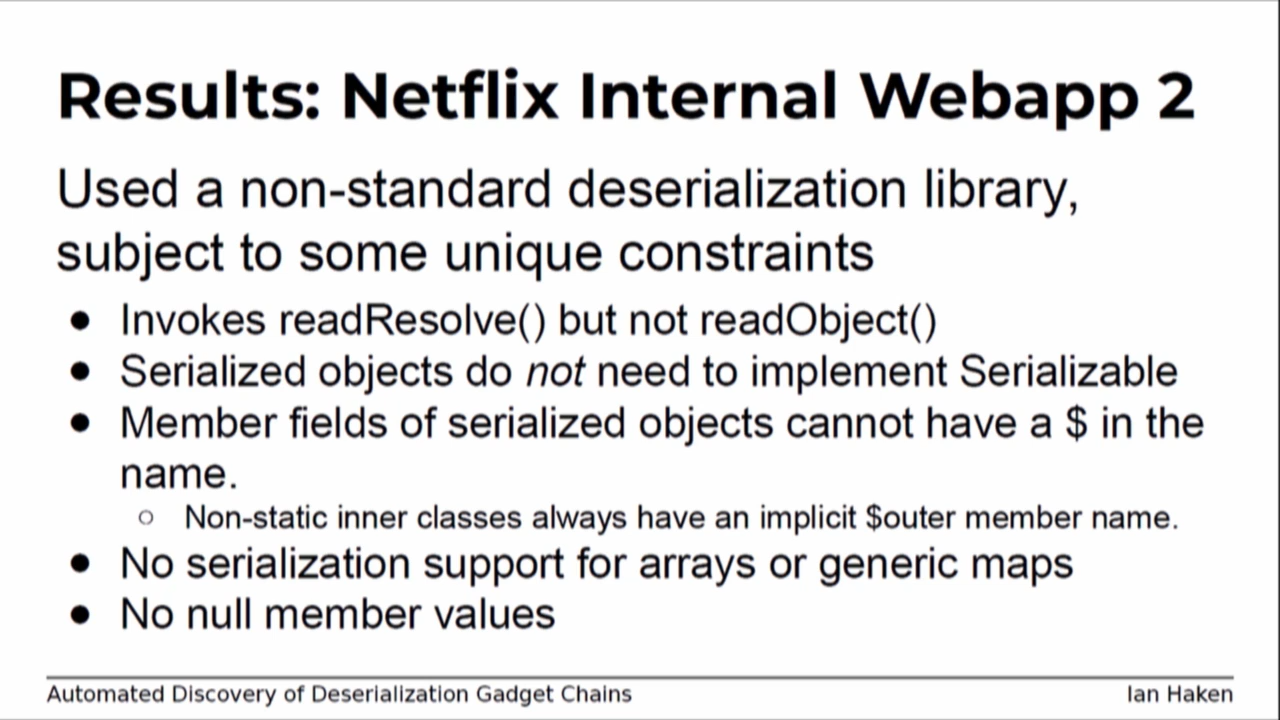 Results: Netflix Internal Webapp 2
Used a non-standard deserialization library,
subject to some unique constraints
● Invokes readResolve() but not readObject()
● Serialized objects do not need to implement Serializable
● Member fields of serialized objects cannot have a $ in the
name.
○ Non-static inner classes always have an implicit $outer member name.
● No serialization support for arrays or generic maps
● No null member values
Automated Discovery of Deserialization Gadget Chains
Ian Haken